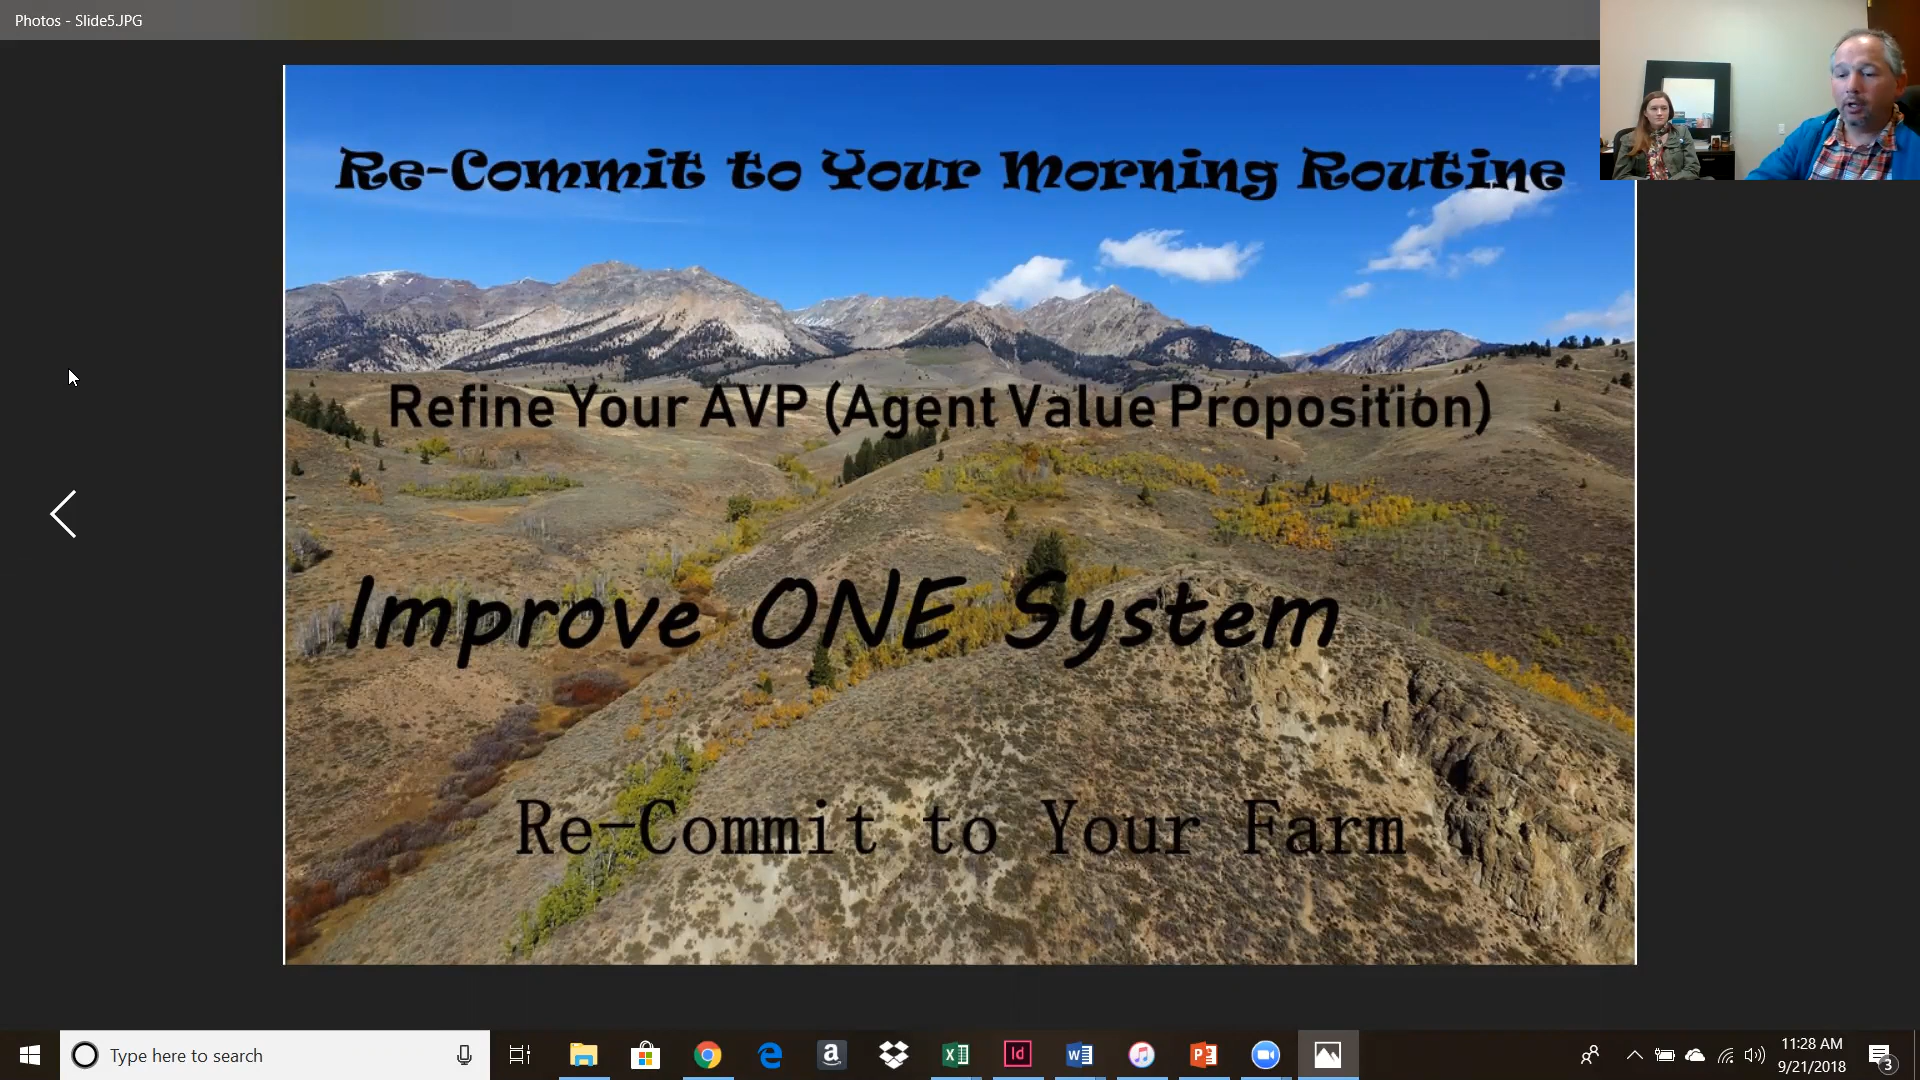 Photos - Slide5.JPG
Re-Commit to Your Morning Routine
Refine Your AVP (Agent Value Proposition)
Improve ONE System
Re-Commit to Your Farm
Type here to search
11:28 AM
9/21/2018
3